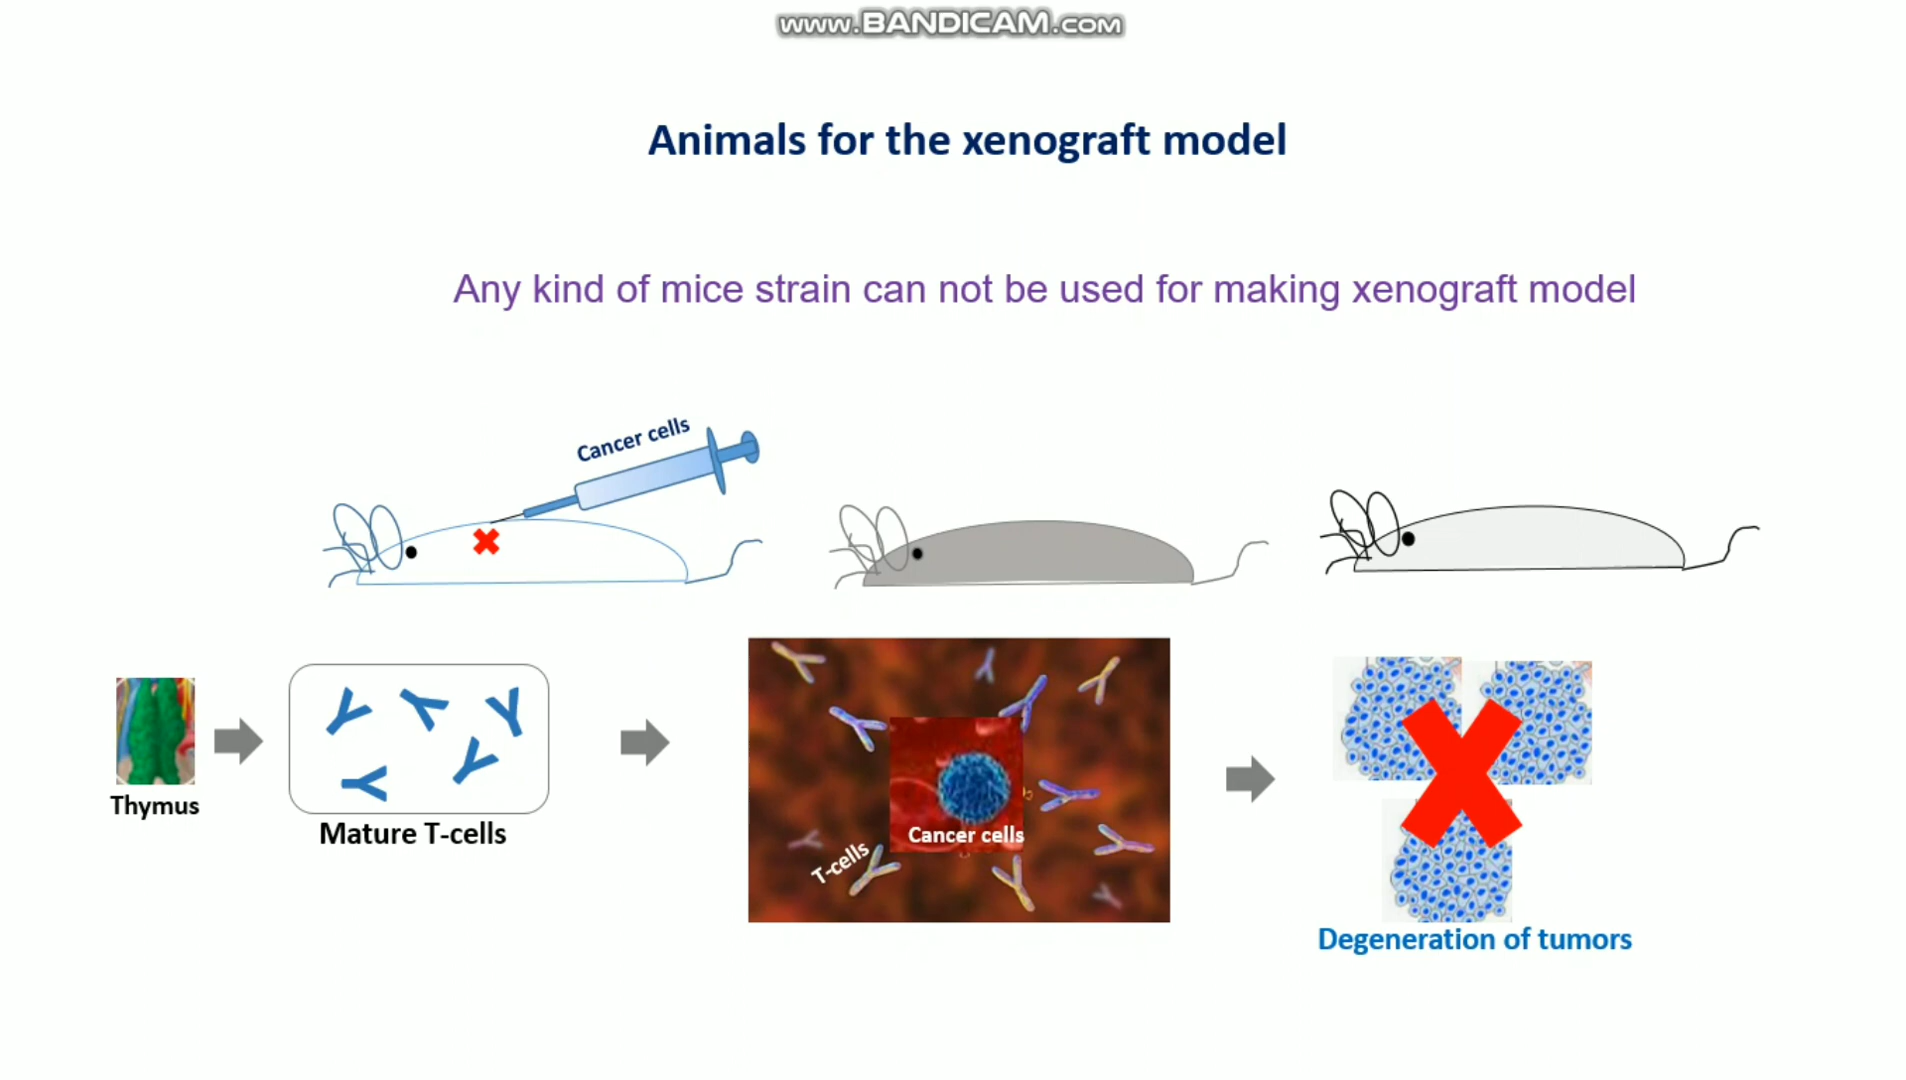 www.BANDICAM.com
Animals for the xenograft model
Any kind of mice strain can not be used for making xenograft model
Cancer cells
Thymus
Mature T-cells
T-cells
Cancer cells
Degeneration of tumors